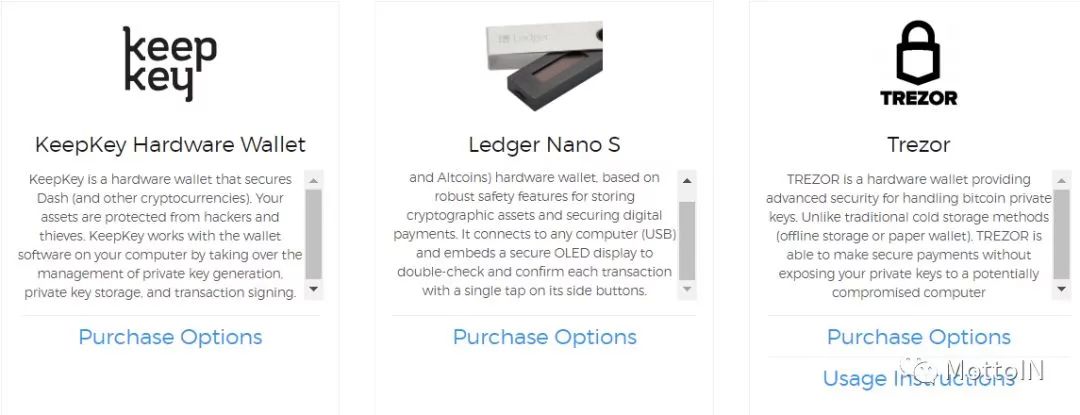 keep
key
KeepKey Hardware Wallet
KeepKey is a hardware wallet that secures
Dash (and other cryptocurrencies). Your
assets are protected from hackers and
thieves. KeepKey works with the wallet
software on your computer by taking over the
management of private key generation,
private key storage, and transaction signing.
Purchase Options
Ledger
Ledger Nano S
and Altcoins) hardware wallet, based on
robust safety features for storing
cryptographic assets and securing digital
payments. It connects to any computer (USB)
and embeds a secure OLED display to
double-check and confirm each transaction
with a single tap on its side buttons.
Purchase Options
TREZOR
Trezor
TREZOR is a hardware wallet providing
advanced security for handling bitcoin private
keys. Unlike traditional cold storage methods
(offline storage or paper wallet). TREZOR is
able to make secure payments without
exposing your private keys to a potentially
compromised computer
Purchase Options
Usage Instructions
MottoIN